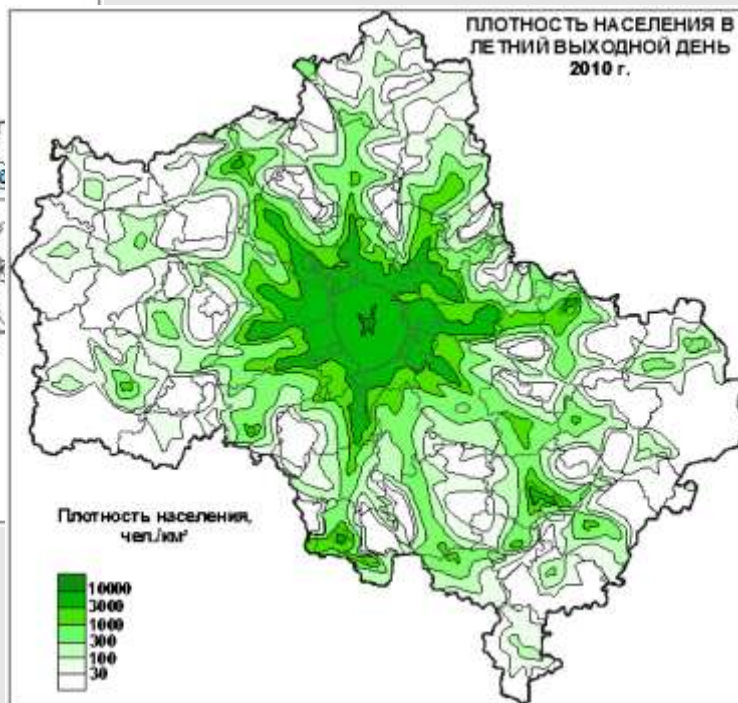 ПЛОТНОСТЬ НАСЕЛЕНИЯ В
ЛЕТНИЙ ВЫХОДНОЙ ДЕНЬ
2010 г.
Плотность населения,
чел./км²
10000
3000
1000
300
100
30